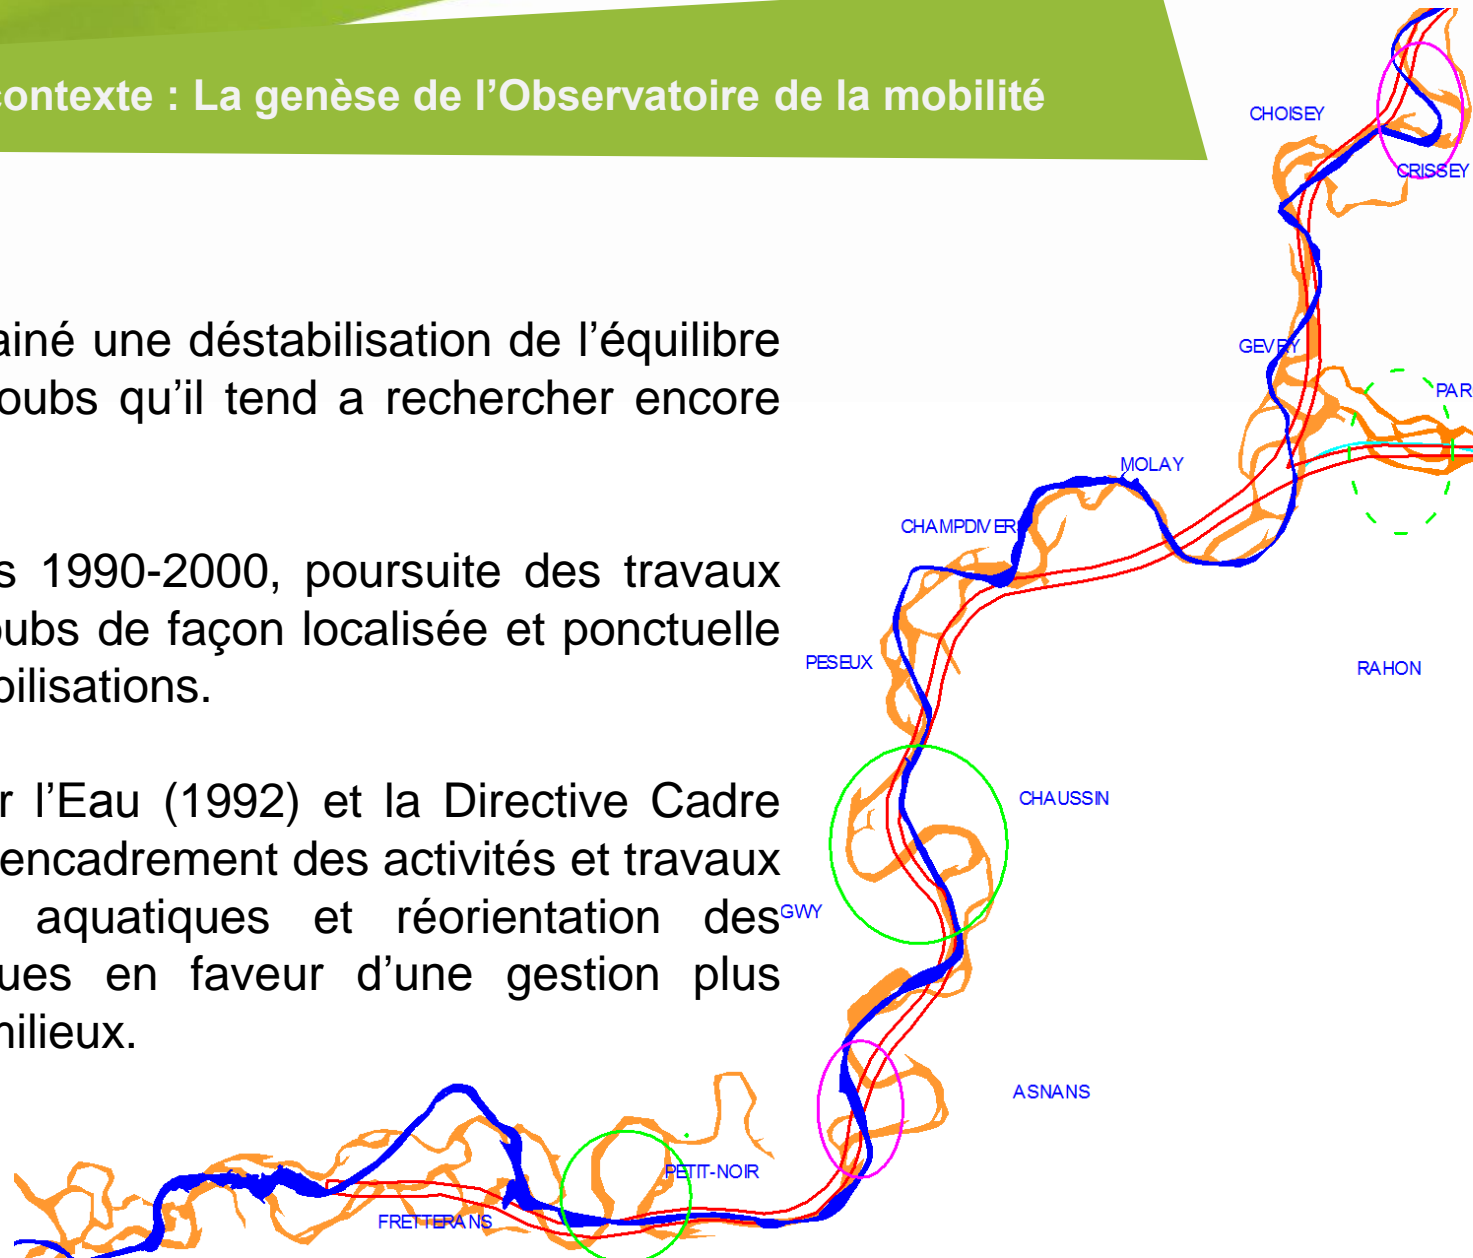 contexte : La genèse de l’Observatoire de la mobilité
ainé une déstabilisation de l’équilibre
oubs qu’il tend a rechercher encore
s 1990-2000, poursuite des travaux
oubs de façon localisée et ponctuelle
bilisations.
r l’Eau (1992) et la Directive Cadre
encadrement des activités et travaux
aquatiques et réorientation des
ues en faveur d’une gestion plus
milieux.
CHOISEY
CRISSEY
GEVRY
PAR
MOLAY
CHAMPDIVERS
PESEUX
RAHON
CHAUSSIN
GWY
ASNANS
PETIT-NOIR
FRETTERANS